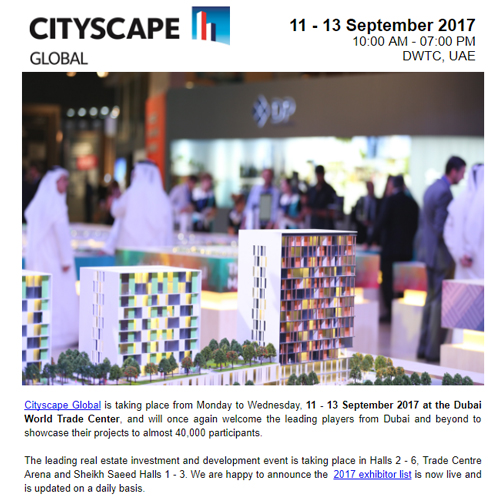 CITYSCAPE
GLOBAL
11 - 13 September 2017
10:00 AM - 07:00 PM
DWTC, UAE
DP
Cityscape Global is taking place from Monday to Wednesday, 11 - 13 September 2017 at the Dubai
World Trade Center, and will once again welcome the leading players from Dubai and beyond to
showcase their projects to almost 40,000 participants.
The leading real estate investment and development event is taking place in Halls 2 - 6, Trade Centre
Arena and Sheikh Saeed Halls 1 - 3. We are happy to announce the 2017 exhibitor list is now live and
is updated on a daily basis.